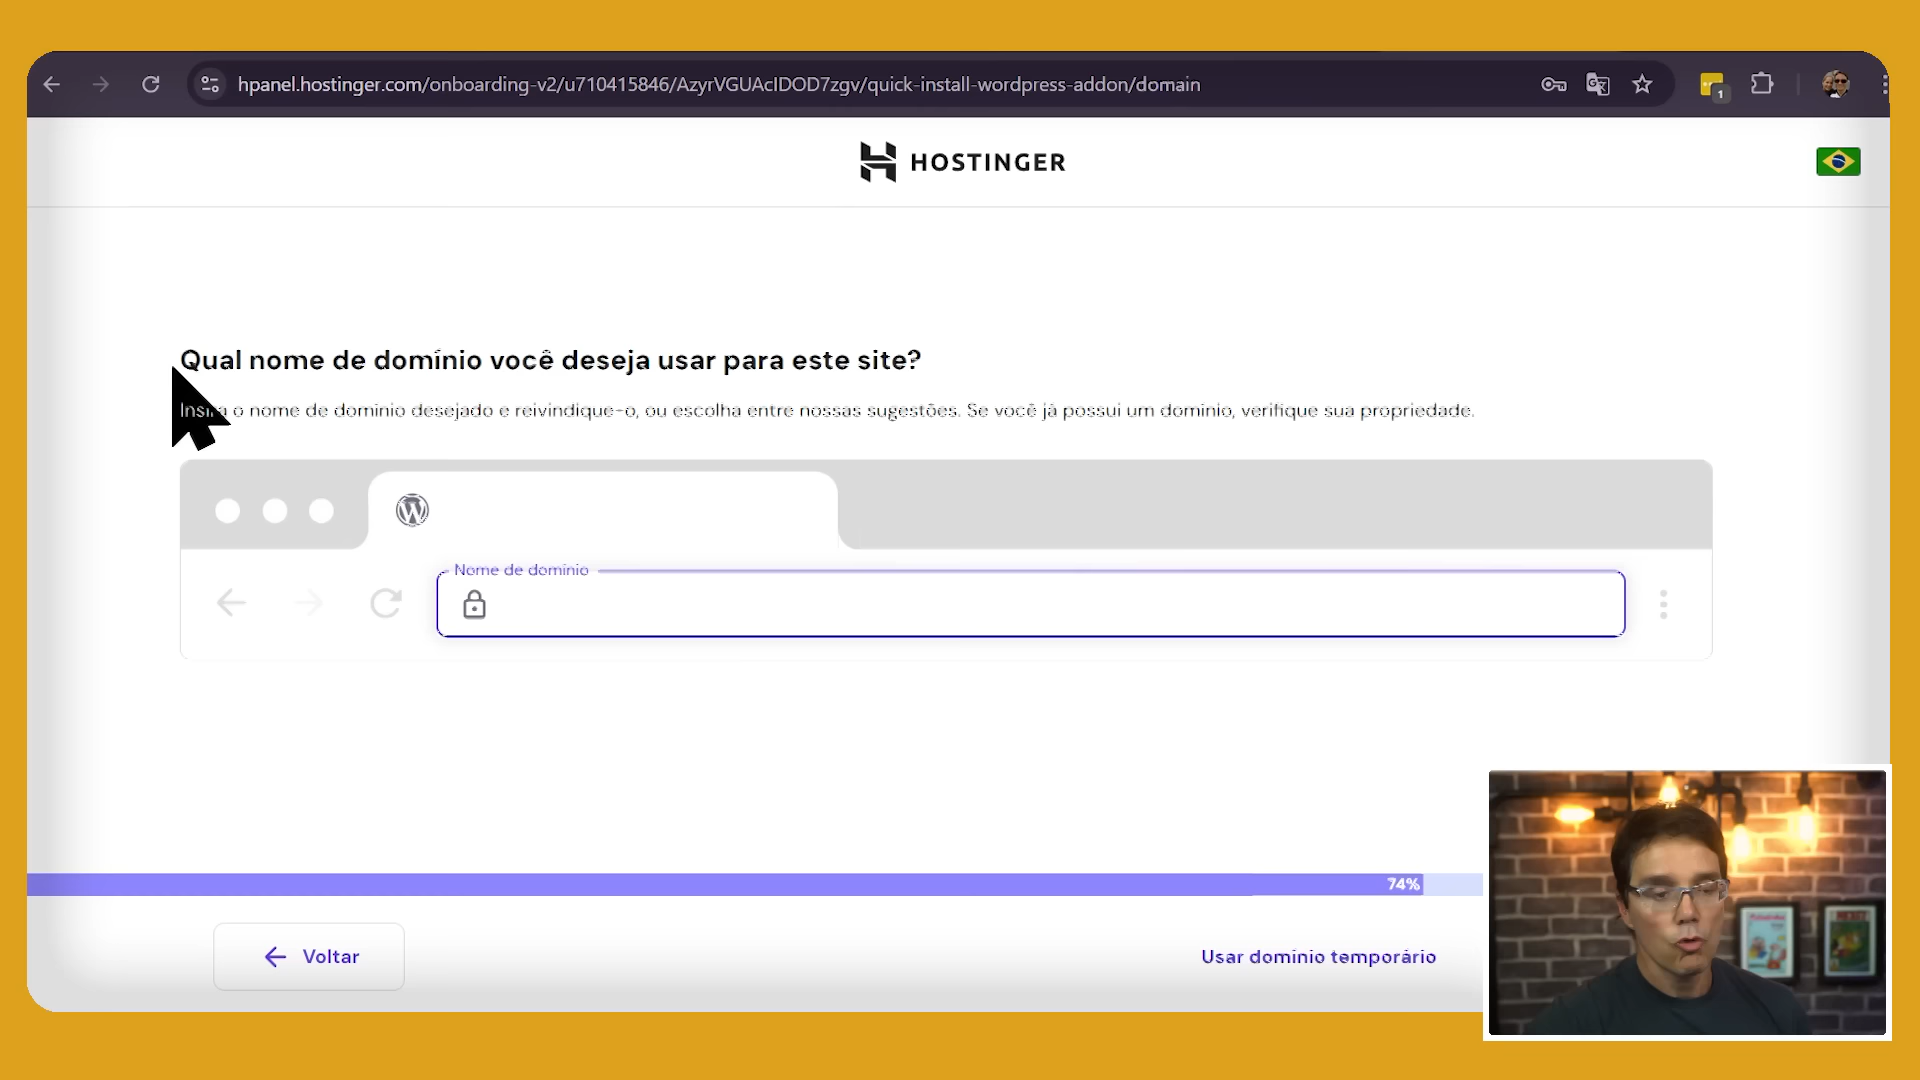 hpanel.hostinger.com/onboarding-v2/u710415846/AzyrVGUAcIDOD7zgv/quick-install-wordpress-addon/domain
1
HOSTINGER
Qual nome de domínio você deseja usar para este site?
Insira o nome de domínio desejado e reivindique-o, ou escolha entre nossas sugestões. Se você já possui um domínio, verifique sua propriedade.
Nome de domínio
74%
Voltar
Usar domínio temporário